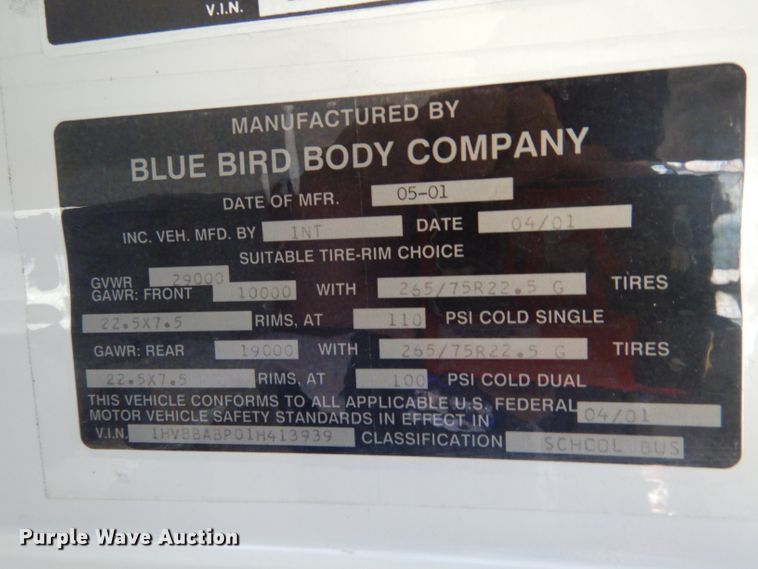 V.I.N.
MANUFACTURED BY
BLUE BIRD BODY COMPANY
DATE OF MFR. 05-01
INC. VEH. MFD. BY INT DATE 04/01
SUITABLE TIRE-RIM CHOICE
GVWR 29000
GAWR: FRONT 10000 WITH 265/75R22.5 G TIRES
22.5X7.5 RIMS, AT 110 PSI COLD SINGLE
GAWR: REAR 19000 WITH 265/75R22.5 G TIRES
22.5X7.5 RIMS, AT 100 PSI COLD DUAL
THIS VEHICLE CONFORMS TO ALL APPLICABLE U.S. FEDERAL
MOTOR VEHICLE SAFETY STANDARDS IN EFFECT IN 04/01
V.I.N. 1HVBBABP01H413939 CLASSIFICATION SCHOOL BUS
Purple Wave Auction